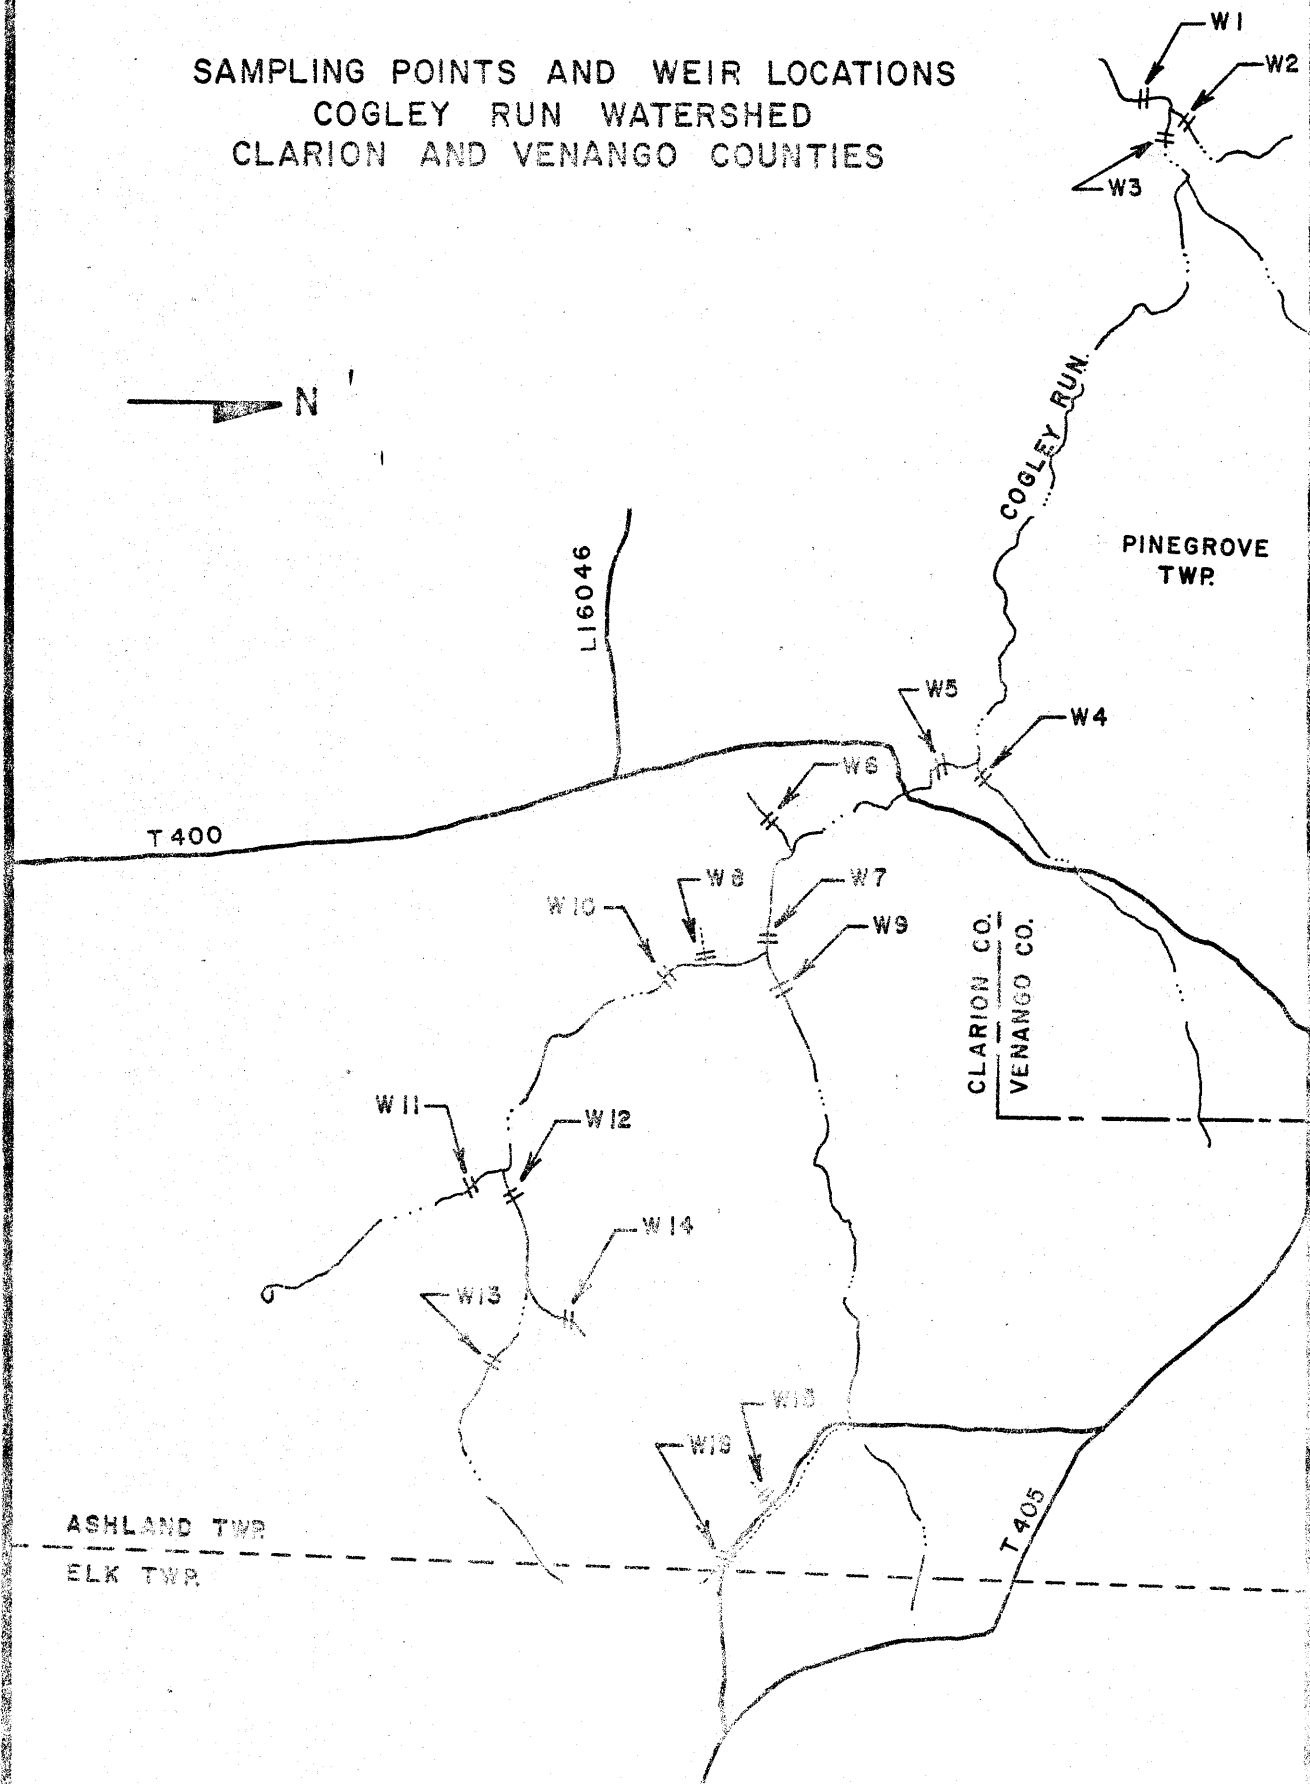 SAMPLING POINTS AND WEIR LOCATIONS
COGLEY RUN WATERSHED
CLARION AND VENANGO COUNTIES
W1
W2
W3
N
COGLEY RUN.
PINEGROVE
TWP.
L16046
W5
W4
W6
T 400
W8
W7
W10
W9
CLARION CO.
VENANGO CO.
W11
W12
W14
W13
T 405
ASHLAND TWP.
ELK TWP.